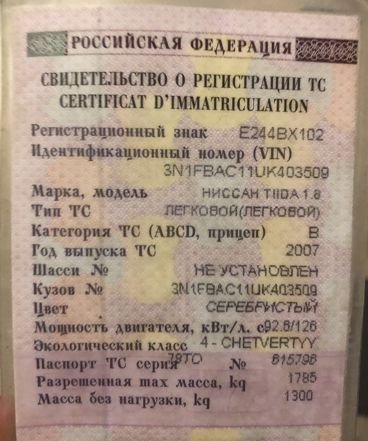 РОССИЙСКАЯ ФЕДЕРАЦИЯ
СВИДЕТЕЛЬСТВО О РЕГИСТРАЦИИ ТС
CERTIFICAT D'IMMATRICULATION
Регистрационный знак Е244ВХ102
Идентификационный номер (VIN)
3N1FBAC11UK403509
Марка, модель НИССАН TIIDA 1.8
Тип ТС ЛЕГКОВОЙ(ЛЕГКОВОЙ)
Категория ТС (ABCD, прицеп) B
Год выпуска ТС 2007
Шасси № НЕ УСТАНОВЛЕН
Кузов № 3N1FBAC11UK403509
Цвет СЕРЕБРИСТЫЙ
Мощность двигателя, кВт/л. с. 92.8/126
Экологический класс 4 - CHETVERTYY
Паспорт ТС серия 78ТО № 615798
Разрешенная max масса, kg 1785
Масса без нагрузки, kg 1300